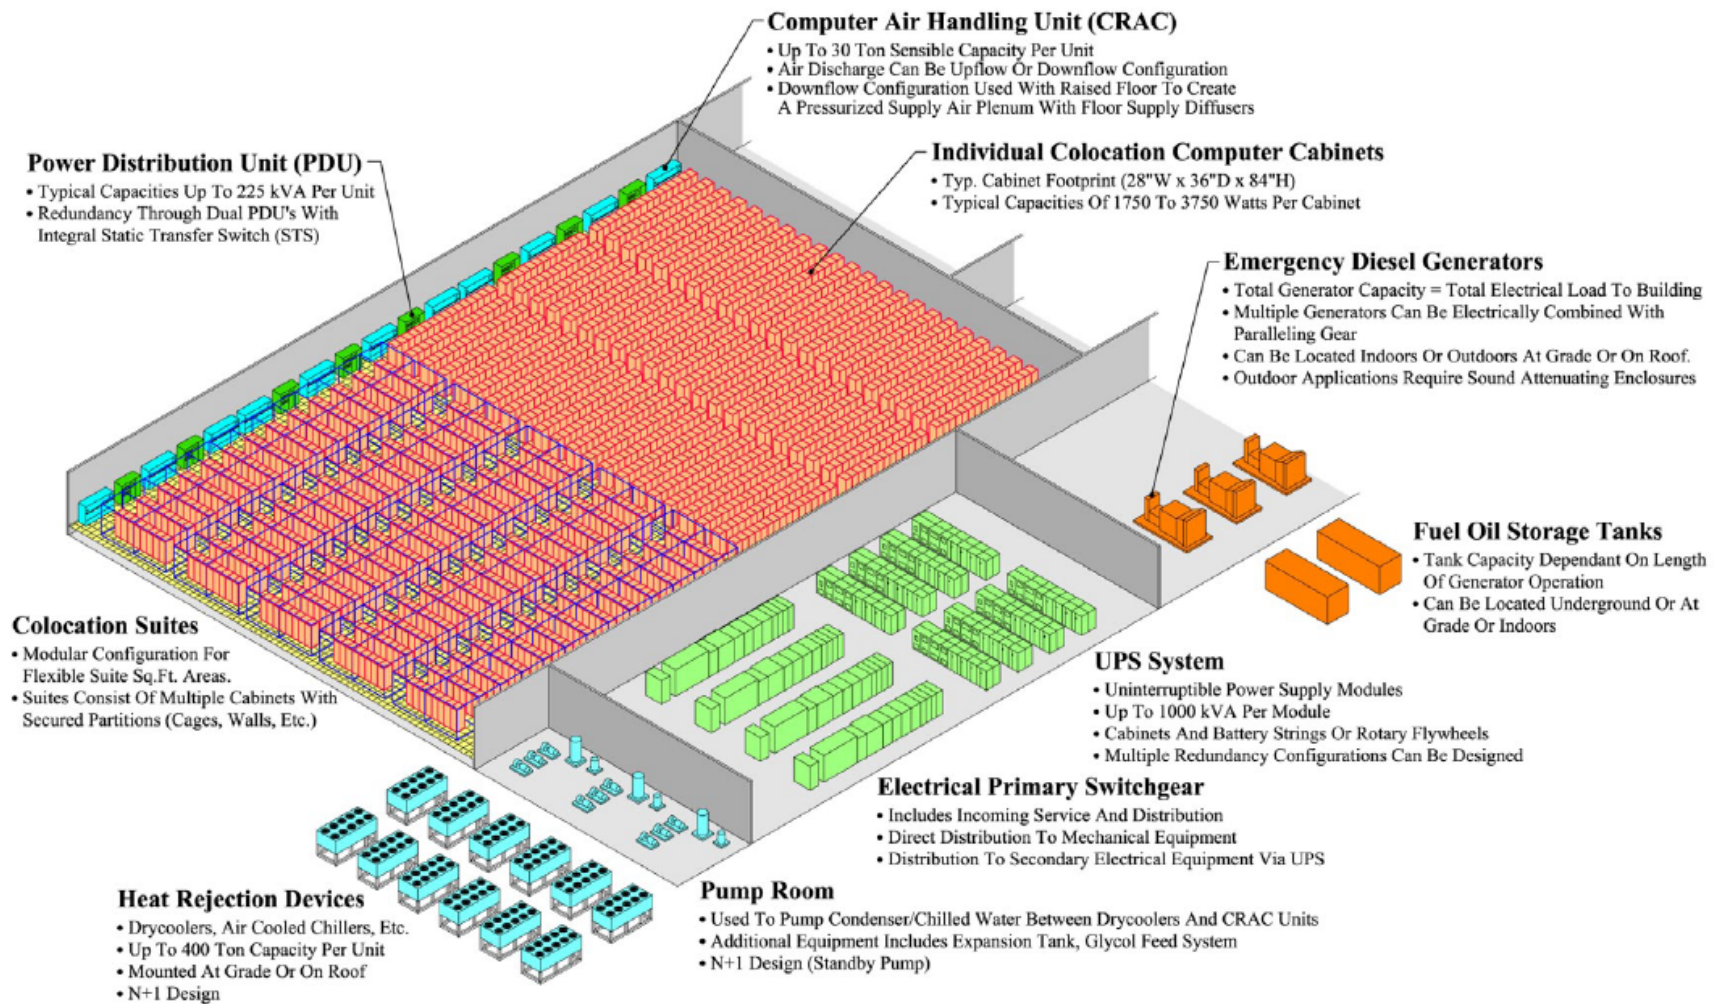 Computer Air Handling Unit (CRAC)
• Up To 30 Ton Sensible Capacity Per Unit
• Air Discharge Can Be Upflow Or Downflow Configuration
• Downflow Configuration Used With Raised Floor To Create
A Pressurized Supply Air Plenum With Floor Supply Diffusers
Power Distribution Unit (PDU)
• Typical Capacities Up To 225 kVA Per Unit
• Redundancy Through Dual PDU's With
Integral Static Transfer Switch (STS)
Individual Colocation Computer Cabinets
• Typ. Cabinet Footprint (28"W x 36"D x 84"H)
• Typical Capacities Of 1750 To 3750 Watts Per Cabinet
Emergency Diesel Generators
• Total Generator Capacity = Total Electrical Load To Building
• Multiple Generators Can Be Electrically Combined With
Paralleling Gear
• Can Be Located Indoors Or Outdoors At Grade Or On Roof.
• Outdoor Applications Require Sound Attenuating Enclosures
Fuel Oil Storage Tanks
• Tank Capacity Dependant On Length
Of Generator Operation
• Can Be Located Underground Or At
Grade Or Indoors
Colocation Suites
• Modular Configuration For
Flexible Suite Sq.Ft. Areas.
• Suites Consist Of Multiple Cabinets With
Secured Partitions (Cages, Walls, Etc.)
UPS System
• Uninterruptible Power Supply Modules
• Up To 1000 kVA Per Module
• Cabinets And Battery Strings Or Rotary Flywheels
• Multiple Redundancy Configurations Can Be Designed
Electrical Primary Switchgear
• Includes Incoming Service And Distribution
• Direct Distribution To Mechanical Equipment
• Distribution To Secondary Electrical Equipment Via UPS
Pump Room
• Used To Pump Condenser/Chilled Water Between Drycoolers And CRAC Units
• Additional Equipment Includes Expansion Tank, Glycol Feed System
• N+1 Design (Standby Pump)
Heat Rejection Devices
• Drycoolers, Air Cooled Chillers, Etc.
• Up To 400 Ton Capacity Per Unit
• Mounted At Grade Or On Roof
• N+1 Design